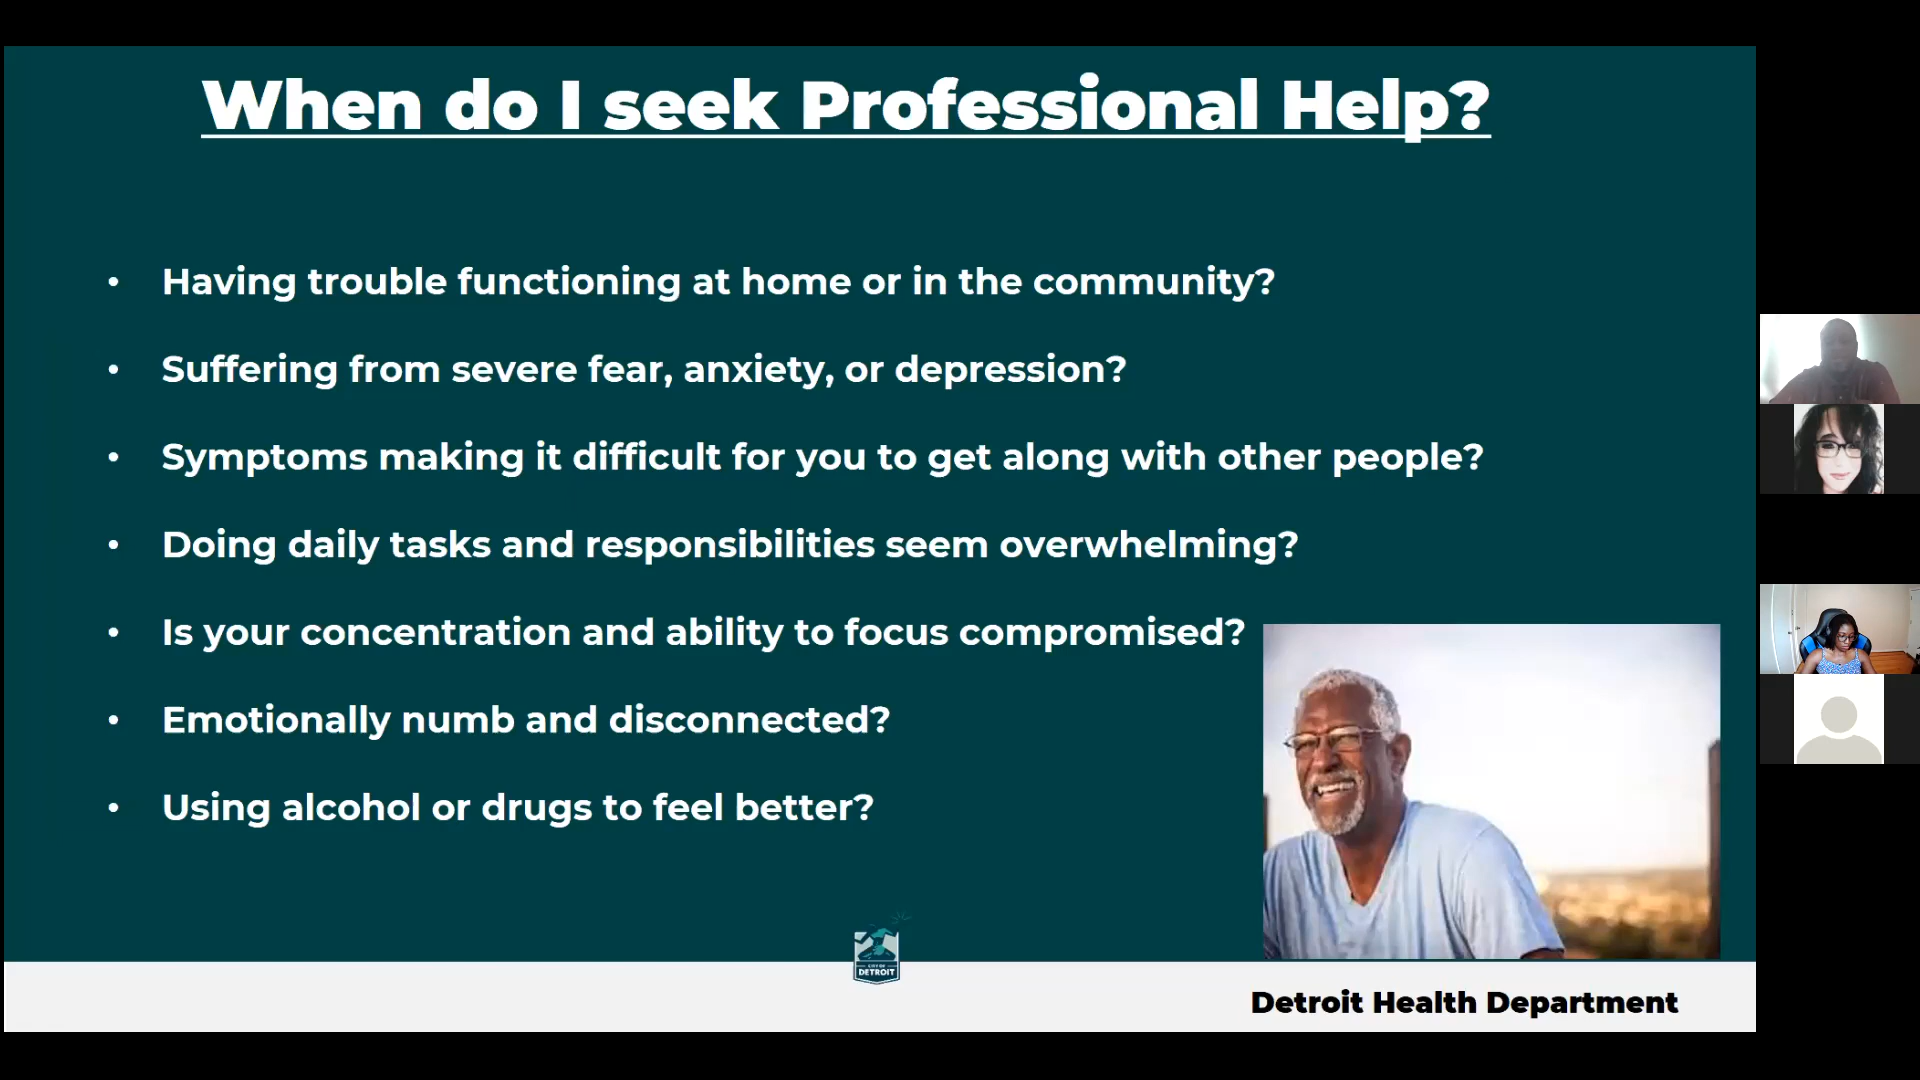 When do I seek Professional Help?
• Having trouble functioning at home or in the community?
• Suffering from severe fear, anxiety, or depression?
• Symptoms making it difficult for you to get along with other people?
• Doing daily tasks and responsibilities seem overwhelming?
• Is your concentration and ability to focus compromised?
• Emotionally numb and disconnected?
• Using alcohol or drugs to feel better?
CITY OF
DETROIT
Detroit Health Department